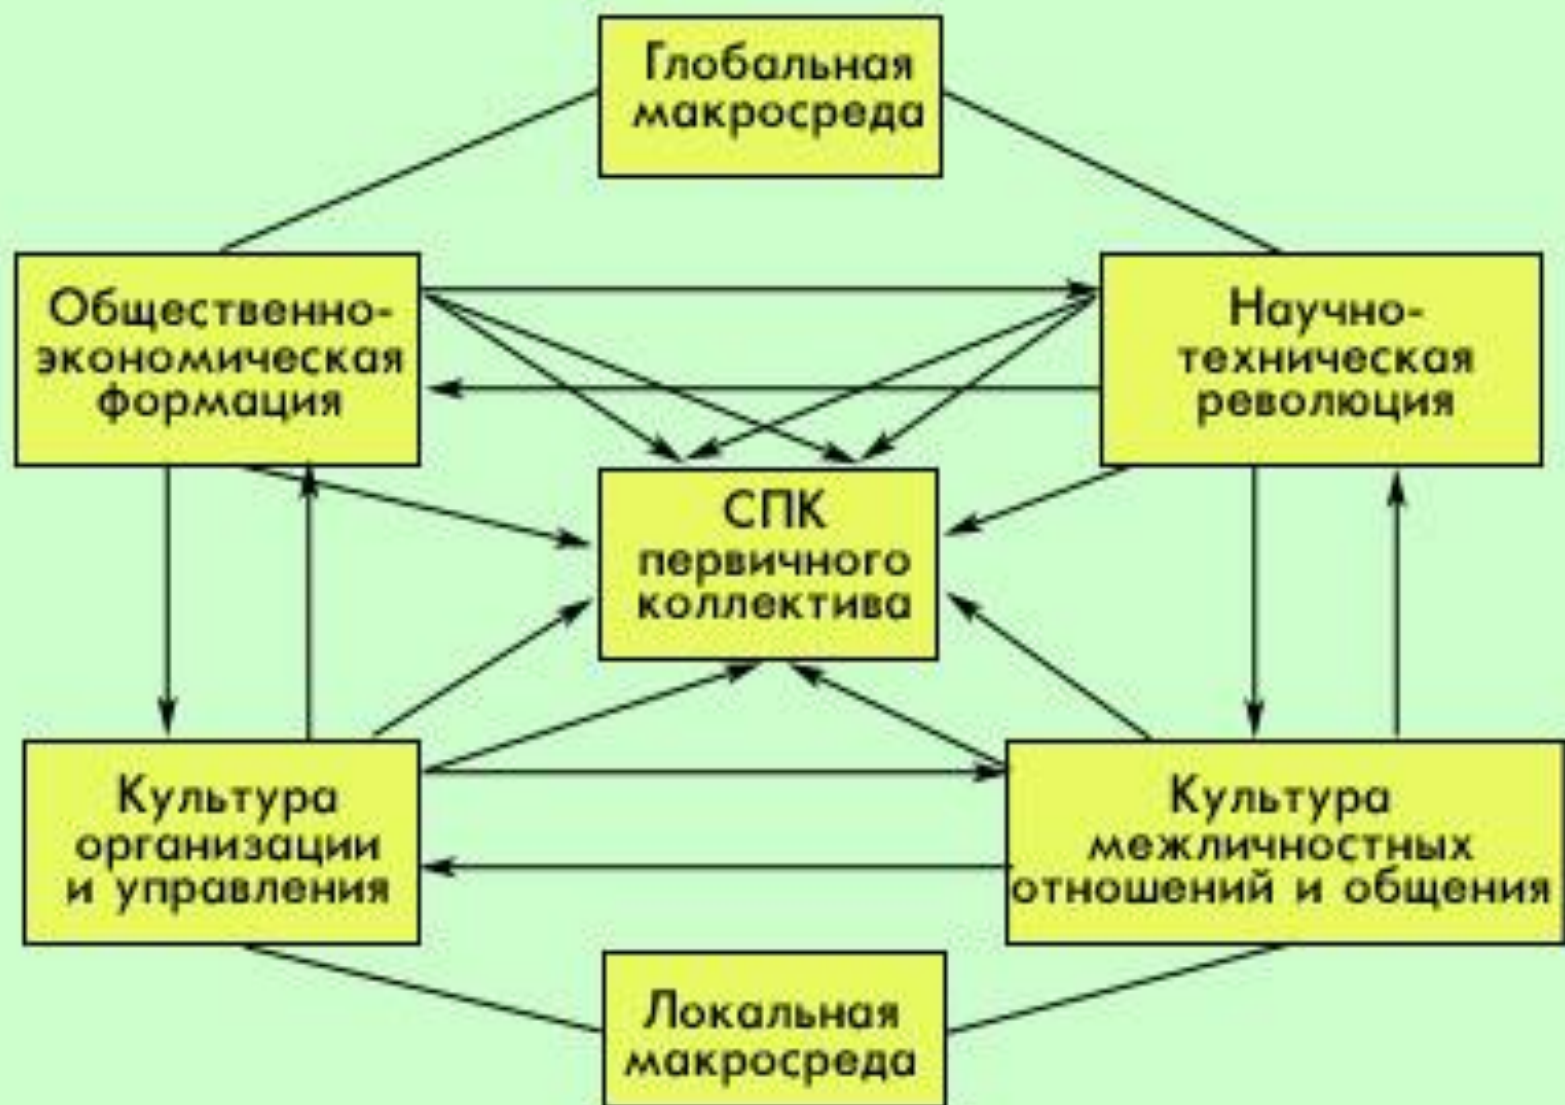 Глобальная
макросреда
Общественно-
экономическая
формация
Научно-
техническая
революция
СПК
первичного
коллектива
Культура
организации
и управления
Культура
межличностных
отношений и общения
Локальная
макросреда